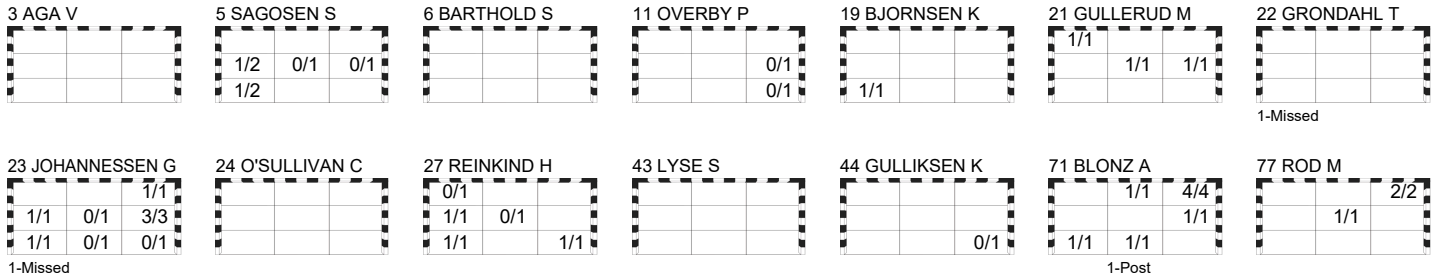 3 AGA V 5 SAGOSEN S 6 BARTHOLD S 11 OVERBY P 19 BJORNSEN K 21 GULLERUD M 22 GRONDAHL T
1/1
1/2 0/1 0/1 0/1 1/1 1/1
1/2 0/1 1/1
1-Missed
23 JOHANNESSEN G 24 O'SULLIVAN C 27 REINKIND H 43 LYSE S 44 GULLIKSEN K 71 BLONZ A 77 ROD M
1/1 0/1 1/1 4/4 2/2
1/1 0/1 3/3 1/1 0/1 1/1 1/1
1/1 0/1 0/1 1/1 1/1 0/1 1/1 1/1
1-Missed 1-Post